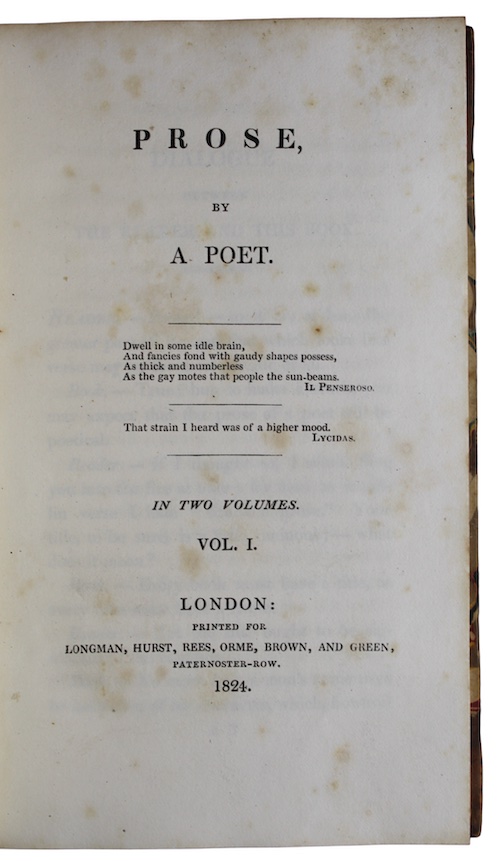 PROSE,
BY
A POET.
Dwell in some idle brain,
And fancies fond with gaudy shapes possess,
As thick and numberless
As the gay motes that people the sun-beams.
Il Penseroso.
That strain I heard was of a higher mood.
Lycidas.
IN TWO VOLUMES.
VOL. I.
LONDON:
PRINTED FOR
LONGMAN, HURST, REES, ORME, BROWN, AND GREEN,
PATERNOSTER-ROW.
1824.